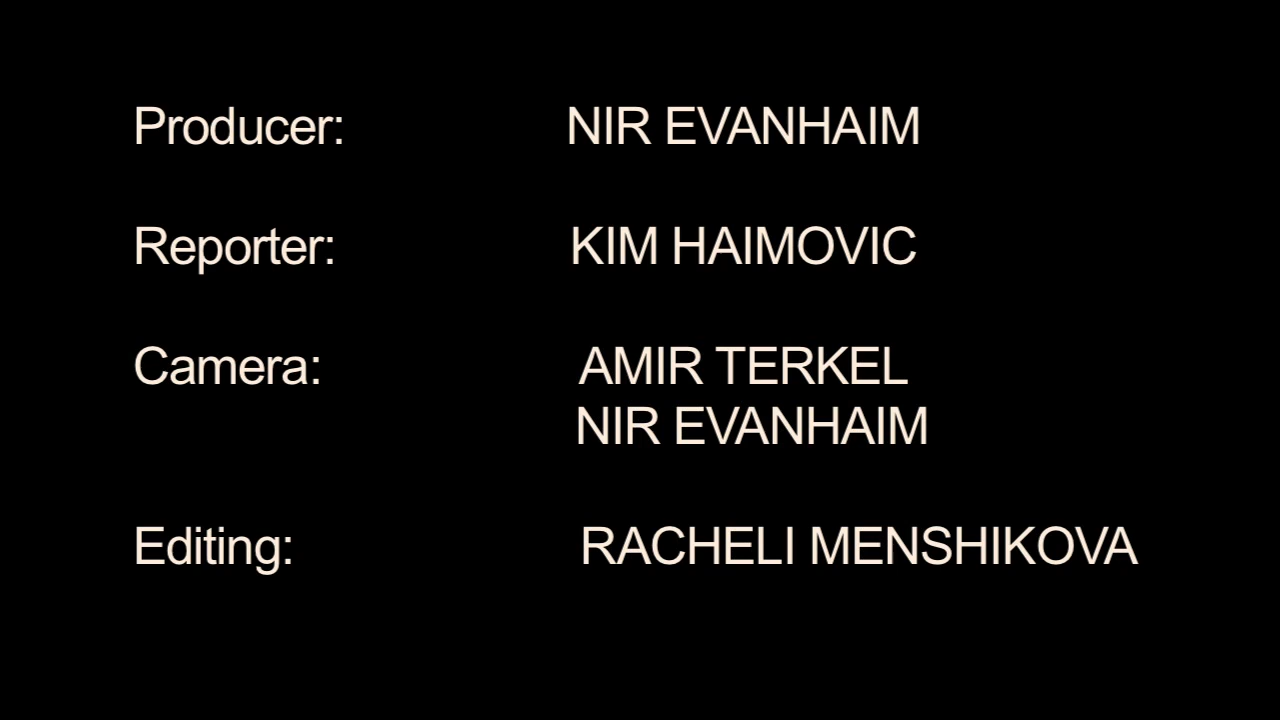 Producer: NIR EVANHAIM
Reporter: KIM HAIMOVIC
Camera: AMIR TERKEL
NIR EVANHAIM
Editing: RACHELI MENSHIKOVA